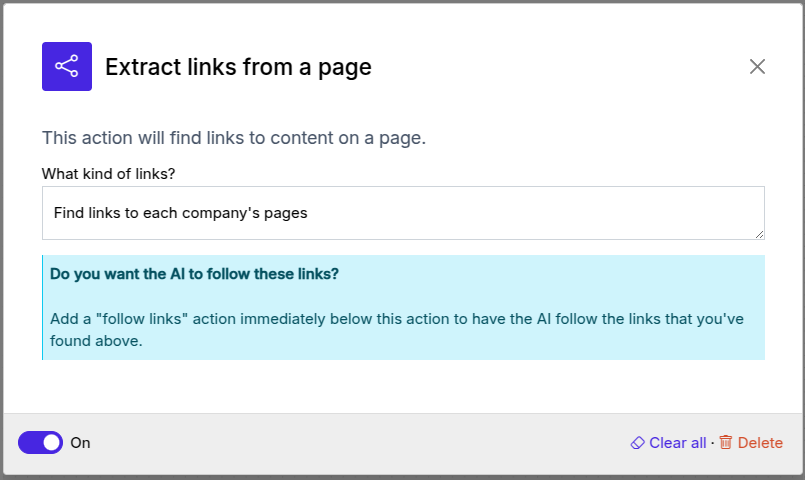 Extract links from a page
This action will find links to content on a page.
What kind of links?
Find links to each company's pages
Do you want the AI to follow these links?
Add a "follow links" action immediately below this action to have the AI follow the links that you've
found above.
On
Clear all · Delete